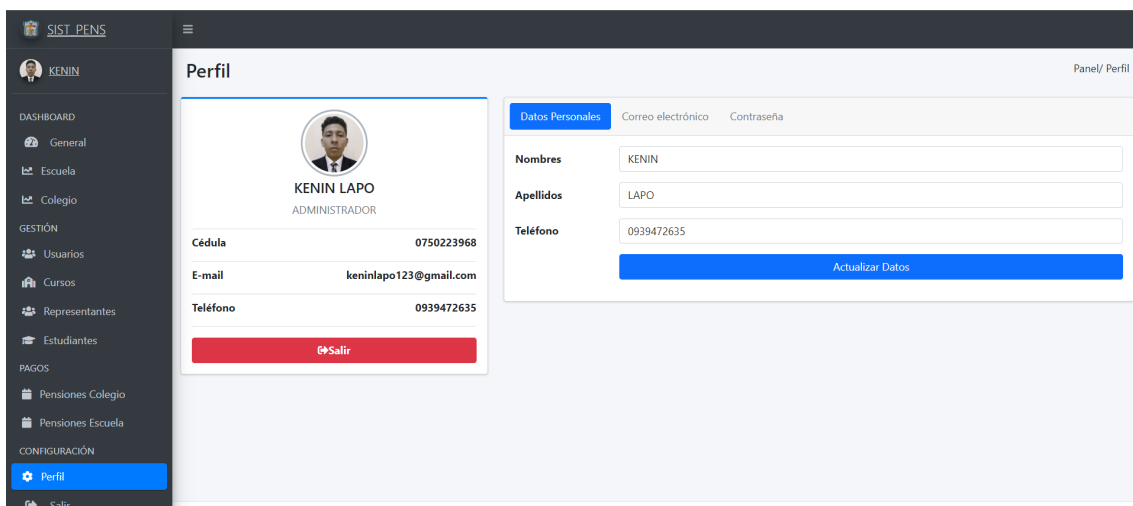 SIST_PENS
KENIN
DASHBOARD
General
Escuela
Colegio
GESTIÓN
Usuarios
Cursos
Representantes
Estudiantes
PAGOS
Pensiones Colegio
Pensiones Escuela
CONFIGURACIÓN
Perfil
Salir
Perfil
Panel/ Perfil
KENIN LAPO
ADMINISTRADOR
Cédula 0750223968
E-mail keninlapo123@gmail.com
Teléfono 0939472635
Salir
Datos Personales Correo electrónico Contraseña
Nombres KENIN
Apellidos LAPO
Teléfono 0939472635
Actualizar Datos